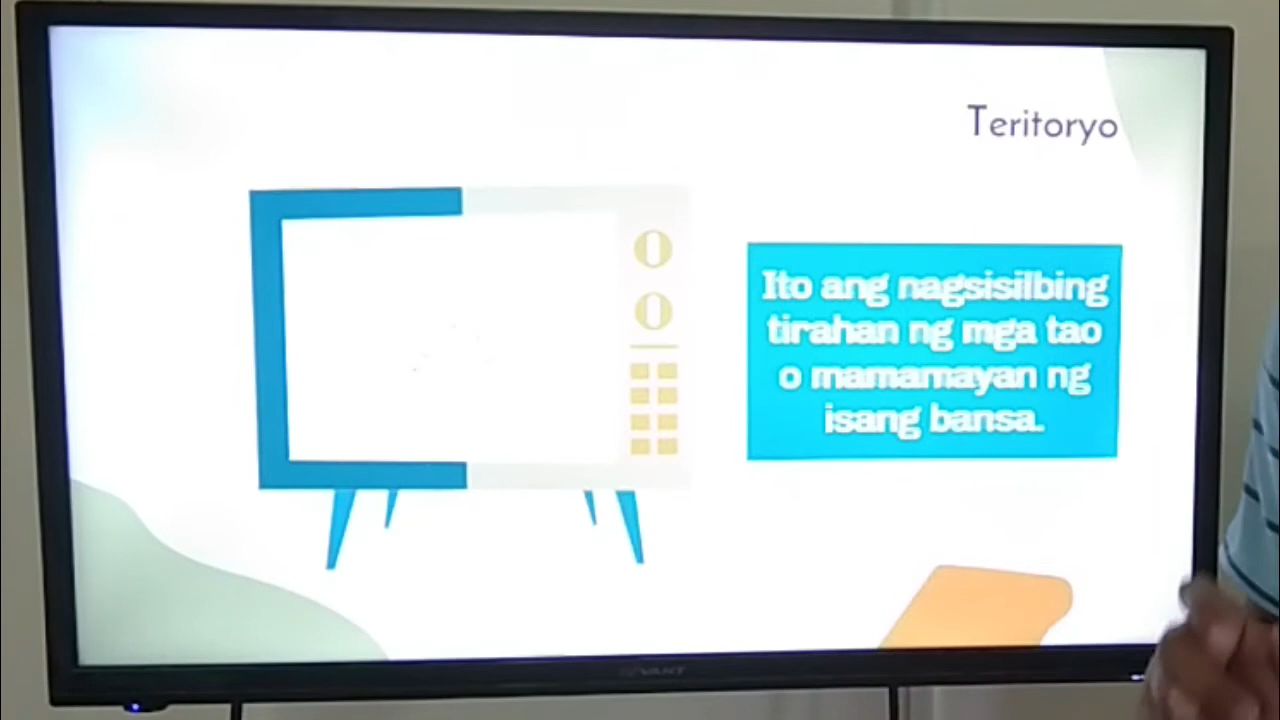 Teritoryo
Ito ang nagsisilbing
tirahan ng mga tao
o mamamayan ng
isang bansa.